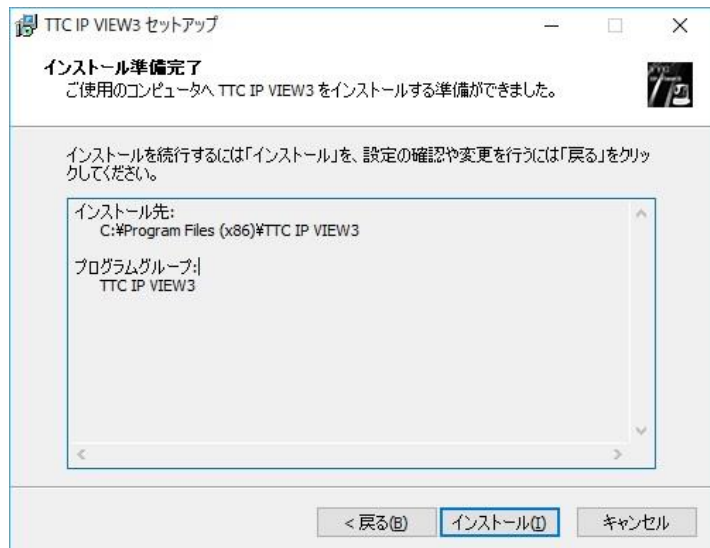 TTC IP VIEW3 セットアップ
インストール準備完了
ご使用のコンピュータへ TTC IP VIEW3 をインストールする準備ができました。
インストールを続行するには「インストール」を、設定の確認や変更を行うには「戻る」をクリッ
クしてください。
インストール先:
C:¥Program Files (x86)¥TTC IP VIEW3
プログラムグループ:
TTC IP VIEW3
< 戻る(B)
インストール(I)
キャンセル